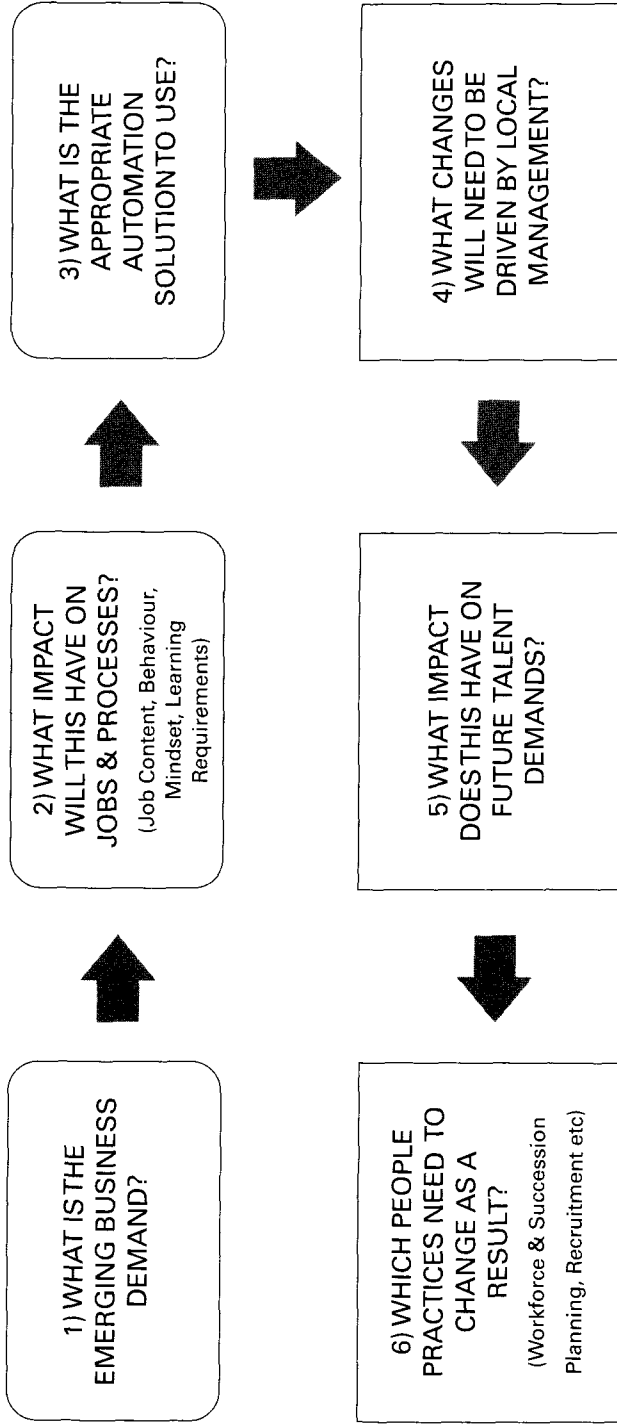 1) WHAT IS THE
EMERGING BUSINESS
DEMAND?
2) WHAT IMPACT
WILL THIS HAVE ON
JOBS & PROCESSES?
(Job Content, Behaviour,
Mindset, Learning
Requirements)
3) WHAT IS THE
APPROPRIATE
AUTOMATION
SOLUTION TO USE?
4) WHAT CHANGES
WILL NEED TO BE
DRIVEN BY LOCAL
MANAGEMENT?
5) WHAT IMPACT
DOES THIS HAVE ON
FUTURE TALENT
DEMANDS?
6) WHICH PEOPLE
PRACTICES NEED TO
CHANGE AS A
RESULT?
(Workforce & Succession
Planning, Recruitment etc)